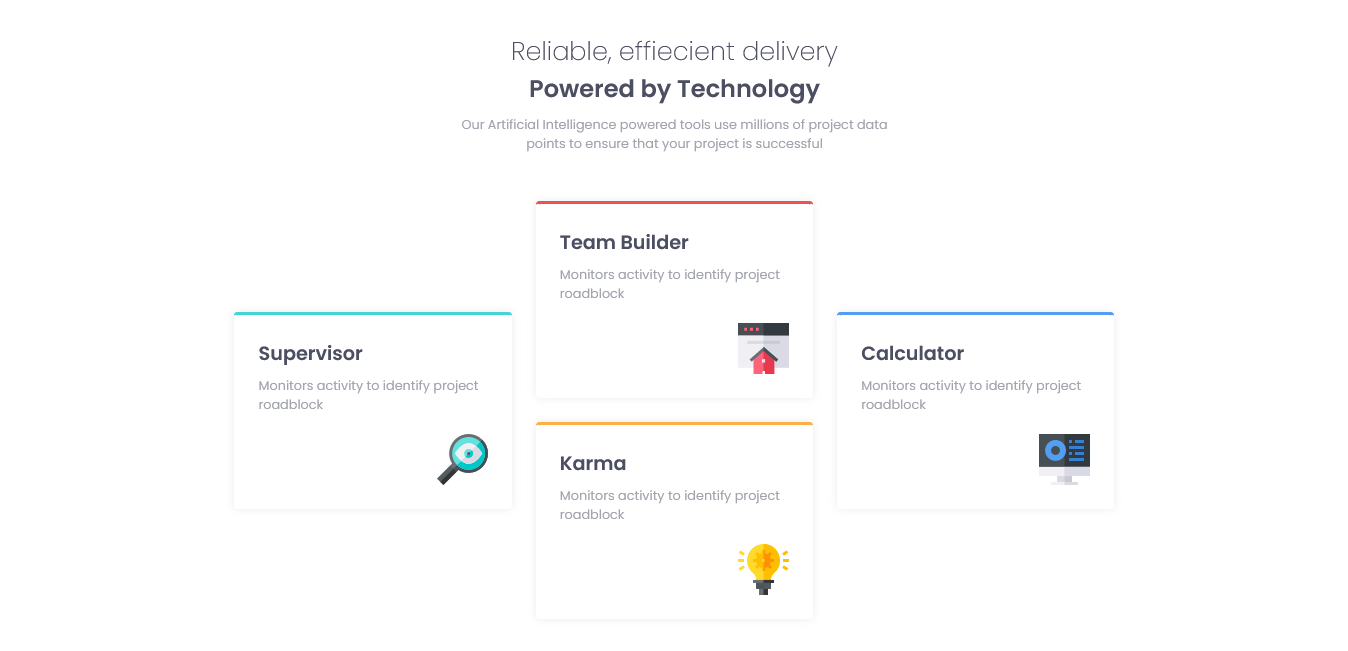 Reliable, effiecient delivery
Powered by Technology
Our Artificial Intelligence powered tools use millions of project data
points to ensure that your project is successful
Team Builder
Monitors activity to identify project
roadblock
Supervisor
Monitors activity to identify project
roadblock
Calculator
Monitors activity to identify project
roadblock
Karma
Monitors activity to identify project
roadblock